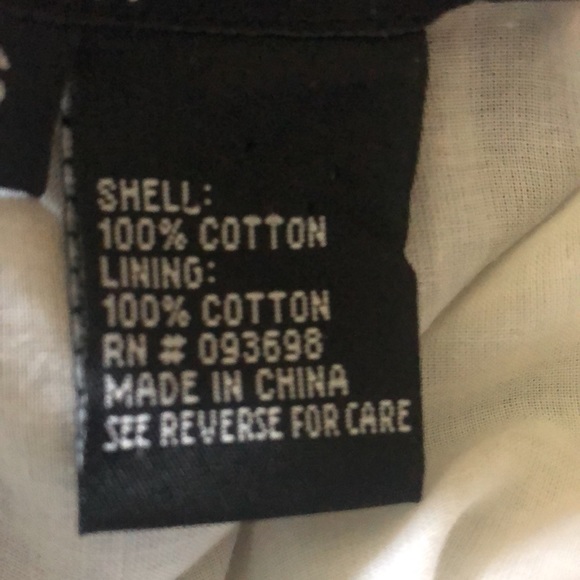 SHELL:
100% COTTON
LINING:
100% COTTON
RN # 093698
MADE IN CHINA
SEE REVERSE FOR CARE